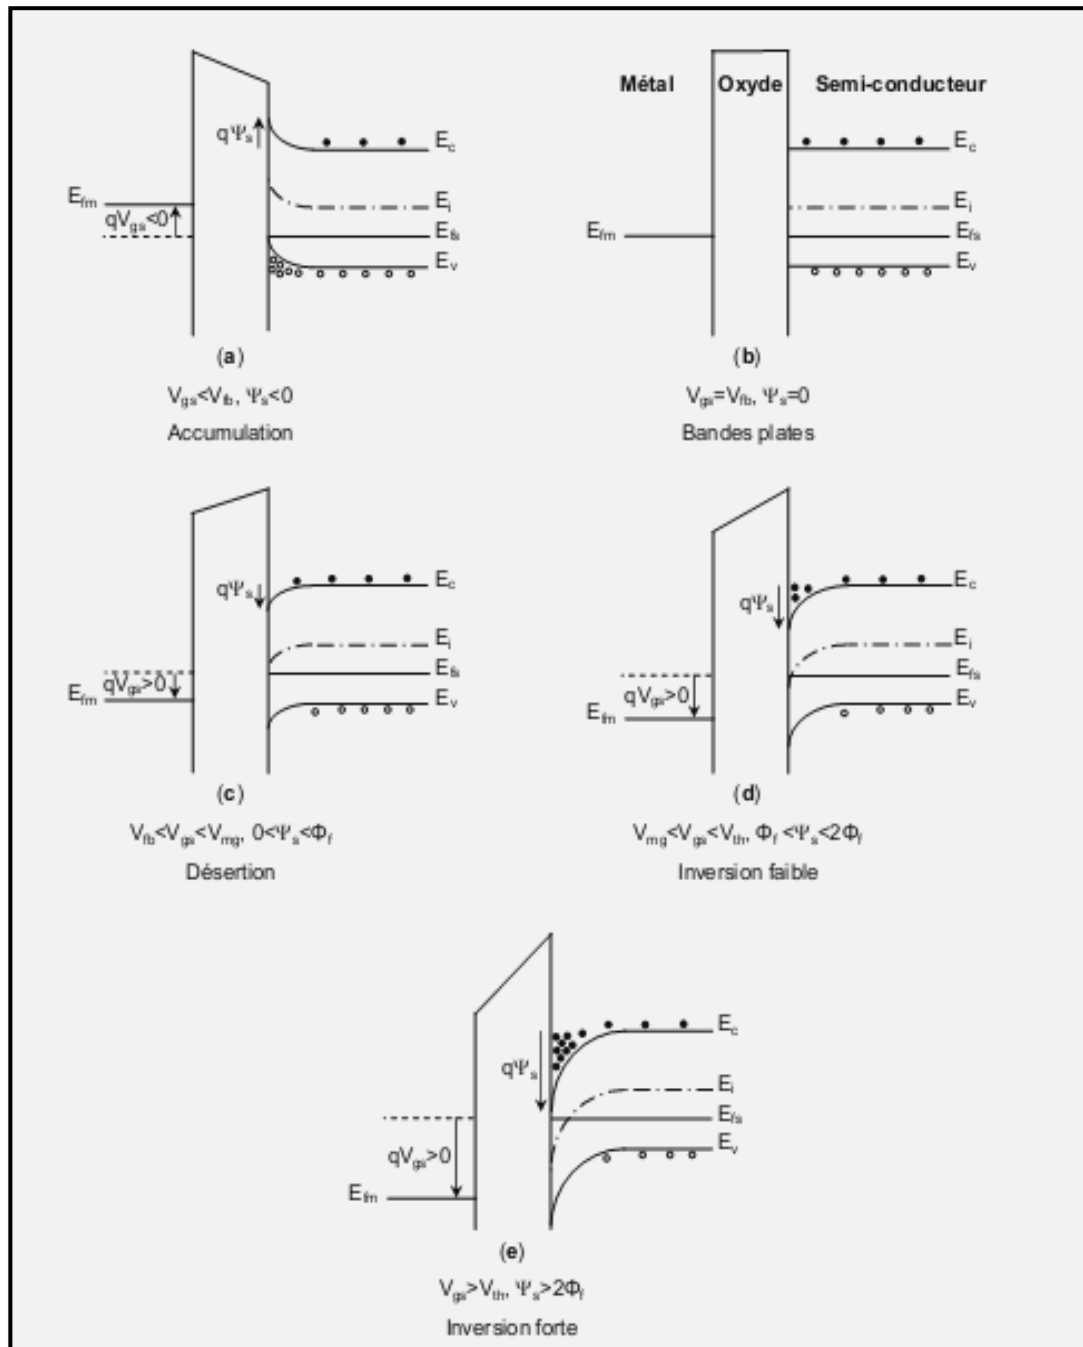 qΨs
Ec
Efm
Ei
qVgs<0
Efs
Ev
(a)
Vgs<Vfb, Ψs<0
Accumulation
Métal Oxyde Semi-conducteur
Ec
Ei
Efm
Efs
Ev
(b)
Vgs=Vfb, Ψs=0
Bandes plates
Ec
qΨs
Ei
Efs
qVgs>0
Efm
Ev
(c)
Vfb<Vgs<Vmg, 0<Ψs<Φf
Désertion
Ec
qΨs
Ei
Efs
qVgs>0
Ev
Efm
(d)
Vmg<Vgs<Vth, Φf <Ψs<2Φf
Inversion faible
Ec
qΨs
Ei
Efs
Ev
qVgs>0
Efm
(e)
Vgs>Vth, Ψs>2Φf
Inversion forte